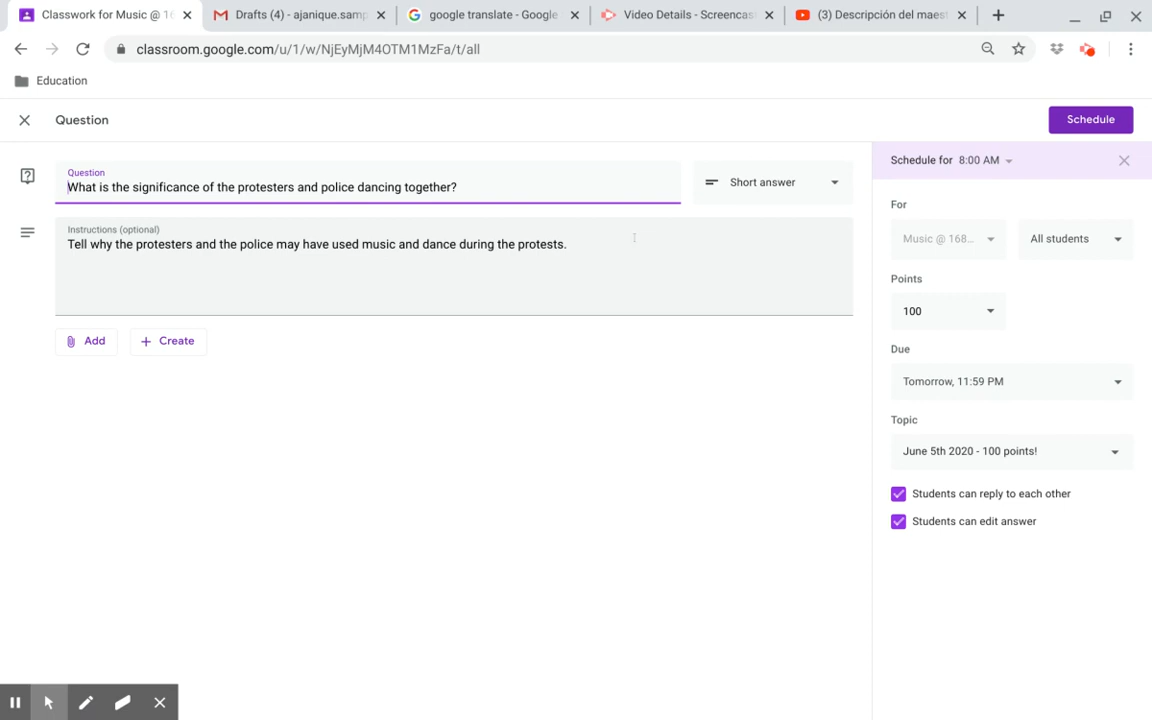 Classwork for Music @ 16
Drafts (4) - ajanique.samp
google translate - Google
Video Details - Screencas
(3) Descripción del maest
classroom.google.com/u/1/w/NjEyMjM4OTM1MzFa/t/all
Education
Question
Schedule
Question
What is the significance of the protesters and police dancing together?
Short answer
Instructions (optional)
Tell why the protesters and the police may have used music and dance during the protests.
Add
Create
Schedule for 8:00 AM
For
Music @ 168...
All students
Points
100
Due
Tomorrow, 11:59 PM
Topic
June 5th 2020 - 100 points!
Students can reply to each other
Students can edit answer